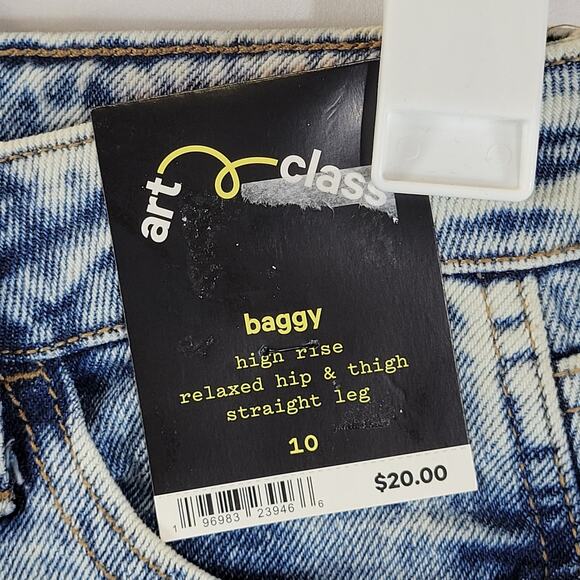 art class
baggy
high rise
relaxed hip & thigh
straight leg
10
$20.00
1 96983 23946 6